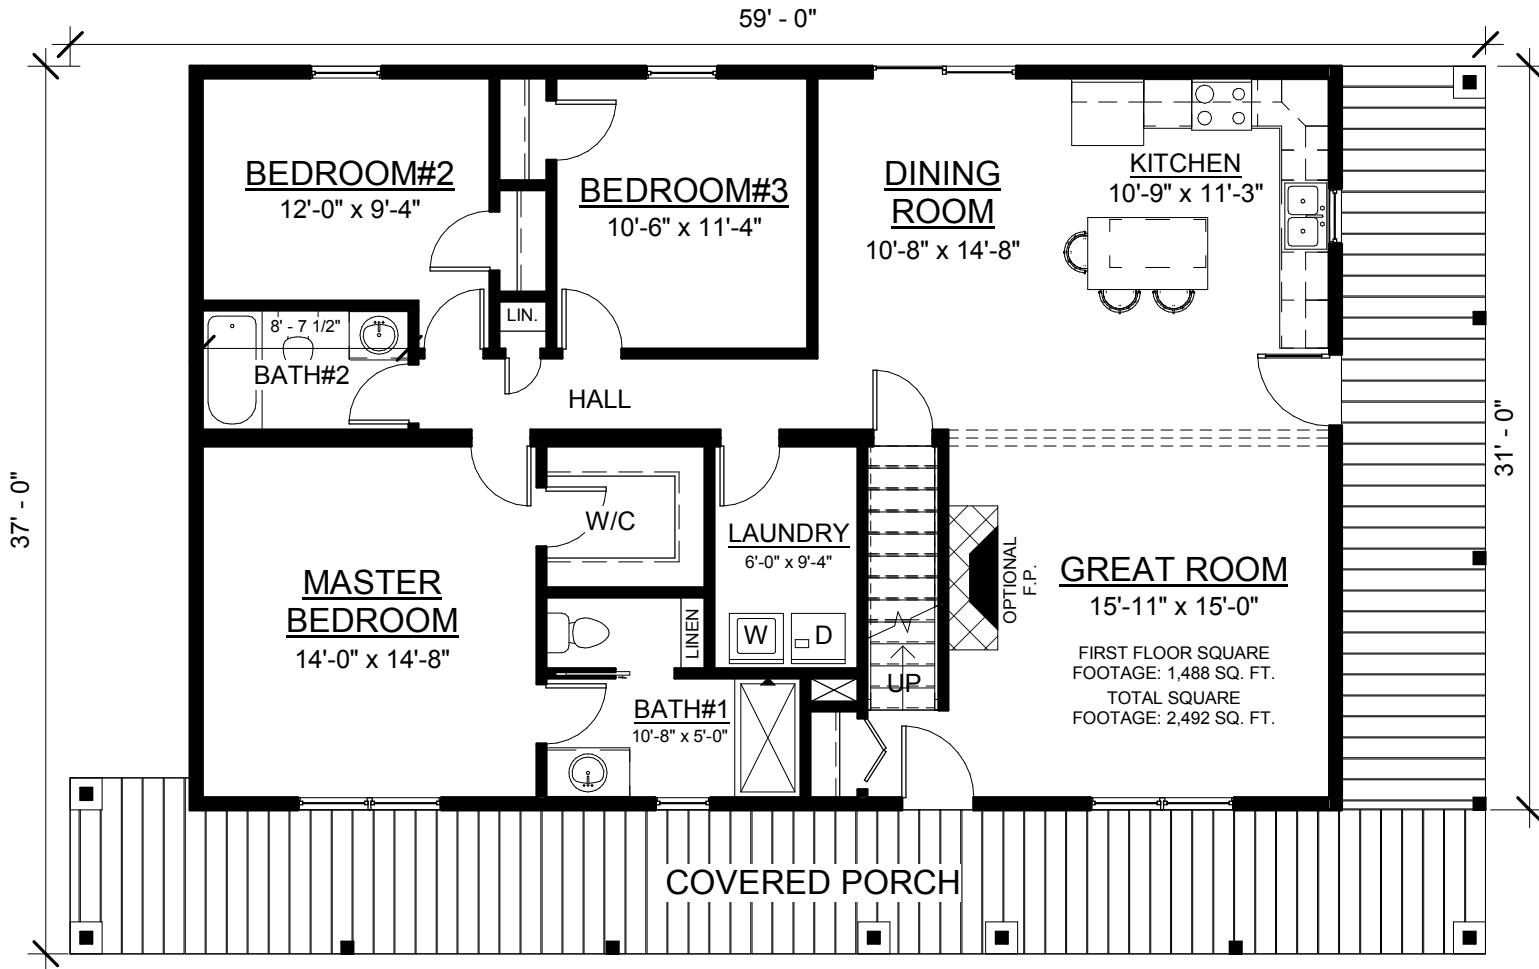 59' - 0"
BEDROOM#2
12'-0" x 9'-4"
BEDROOM#3
10'-6" x 11'-4"
DINING
ROOM
10'-8" x 14'-8"
KITCHEN
10'-9" x 11'-3"
LIN.
8' - 7 1/2"
BATH#2
HALL
37' - 0"
31' - 0"
W/C
LAUNDRY
6'-0" x 9'-4"
MASTER
BEDROOM
14'-0" x 14'-8"
LINEN
W
D
UP
OPTIONAL
F.P.
GREAT ROOM
15'-11" x 15'-0"
FIRST FLOOR SQUARE
FOOTAGE: 1,488 SQ. FT.
TOTAL SQUARE
FOOTAGE: 2,492 SQ. FT.
BATH#1
10'-8" x 5'-0"
COVERED PORCH